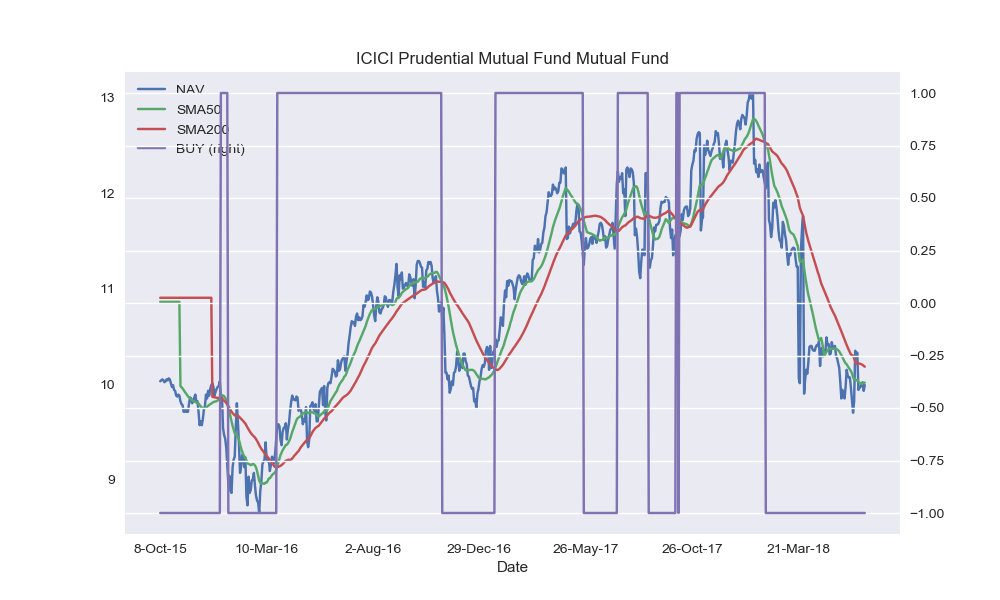 ICICI Prudential Mutual Fund Mutual Fund
NAV
SMA50
SMA200
BUY (right)
13
12
11
10
9
1.00
0.75
0.50
0.25
0.00
−0.25
−0.50
−0.75
−1.00
8-Oct-15
10-Mar-16
2-Aug-16
29-Dec-16
26-May-17
26-Oct-17
21-Mar-18
Date